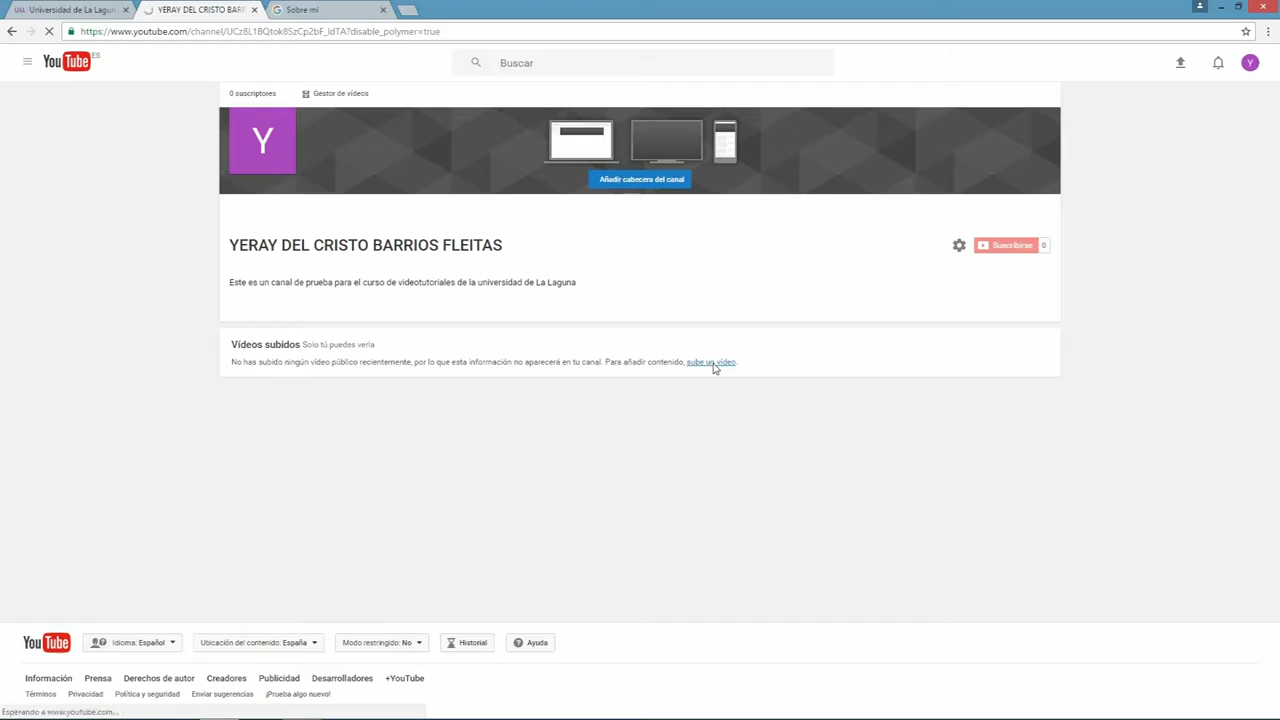 Universidad de La Lagun
YERAY DEL CRISTO BARR
Sobre mí
https://www.youtube.com/channel/UCz8L1BQtok8SzCp2bF_ldTA?disable_polymer=true
YouTube ES
Buscar
Y
0 suscriptores
Gestor de vídeos
Y
Añadir cabecera del canal
YERAY DEL CRISTO BARRIOS FLEITAS
Suscribirse 0
Este es un canal de prueba para el curso de videotutoriales de la universidad de La Laguna
Vídeos subidos Solo tú puedes verla
No has subido ningún vídeo público recientemente, por lo que esta información no aparecerá en tu canal. Para añadir contenido, sube un vídeo.
YouTube
Idioma: Español
Ubicación del contenido: España
Modo restringido: No
Historial
Ayuda
Información Prensa Derechos de autor Creadores Publicidad Desarrolladores +YouTube
Términos Privacidad Política y seguridad Enviar sugerencias ¡Prueba algo nuevo!
Esperando a www.youtube.com...